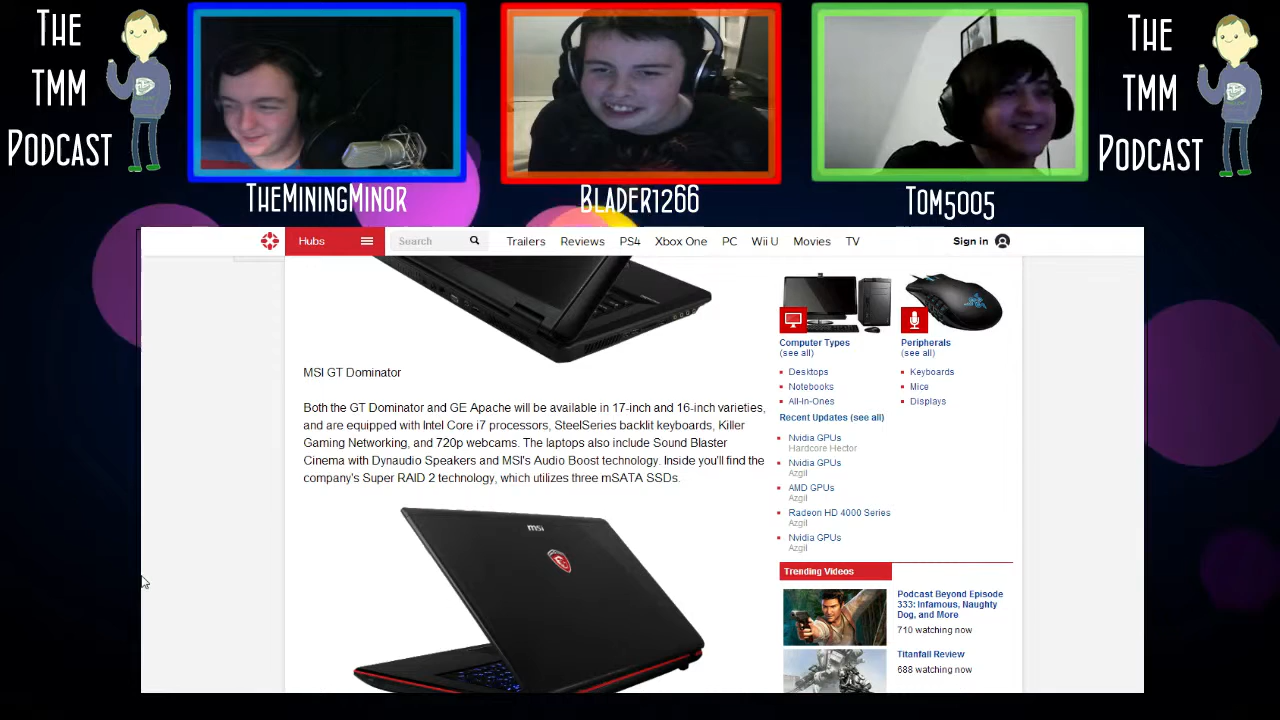 The
TMM
Podcast
The
TMM
Podcast
TheMiningMinor
Blader1266
Tom5005
Hubs
Search
Trailers Reviews PS4 Xbox One PC Wii U Movies TV
Sign in
MSI GT Dominator
Both the GT Dominator and GE Apache will be available in 17-inch and 16-inch varieties,
and are equipped with Intel Core i7 processors, SteelSeries backlit keyboards, Killer
Gaming Networking, and 720p webcams. The laptops also include Sound Blaster
Cinema with Dynaudio Speakers and MSI's Audio Boost technology. Inside you'll find the
company's Super RAID 2 technology, which utilizes three mSATA SSDs.
msi
Computer Types
(see all)
Desktops
Notebooks
All-In-Ones
Peripherals
(see all)
Keyboards
Mice
Displays
Recent Updates (see all)
Nvidia GPUs
Hardcore Hector
Nvidia GPUs
Azgil
AMD GPUs
Azgil
Radeon HD 4000 Series
Azgil
Nvidia GPUs
Azgil
Trending Videos
Podcast Beyond Episode
333: Infamous, Naughty
Dog, and More
710 watching now
Titanfall Review
688 watching now